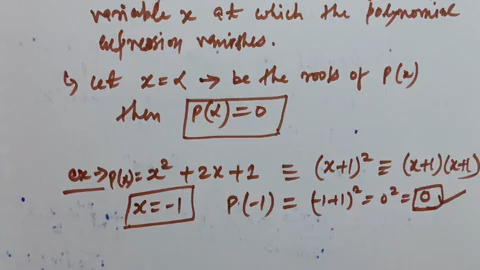 variable x at which the polynomial
expression vanishes.
↳ let x=α → be the roots of P(x)
then P(α)=0
ex→ P(x)= x² + 2x + 1 ≡ (x+1)² ≡ (x+1)(x+1)
x=-1 P(-1) = (-1+1)² = 0² = 0 ✓